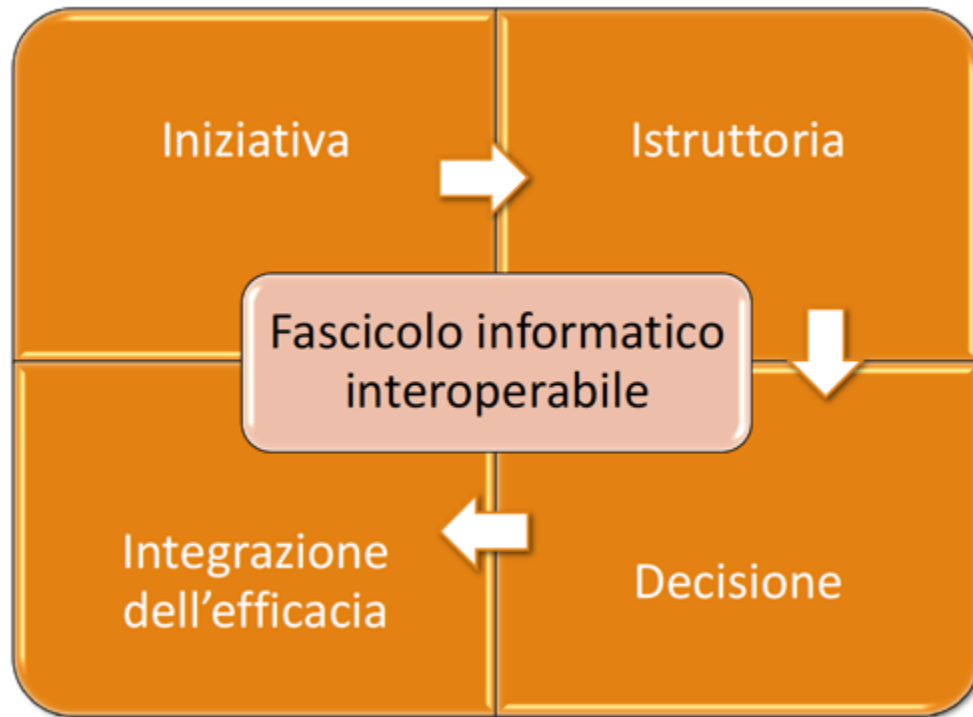 Iniziativa
Istruttoria
Fascicolo informatico
interoperabile
Integrazione
dell’efficacia
Decisione